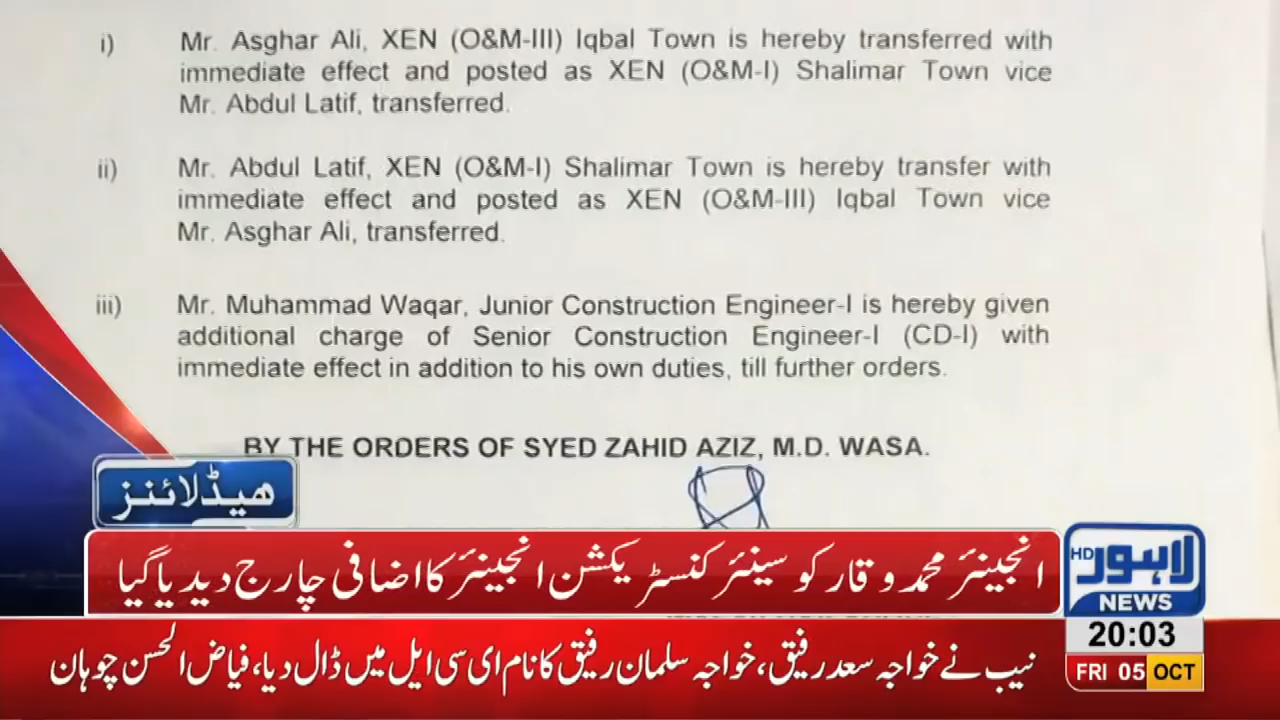 i) Mr. Asghar Ali, XEN (O&M-III) Iqbal Town is hereby transferred with
immediate effect and posted as XEN (O&M-I) Shalimar Town vice
Mr. Abdul Latif, transferred.
ii) Mr. Abdul Latif, XEN (O&M-I) Shalimar Town is hereby transfer with
immediate effect and posted as XEN (O&M-III) Iqbal Town vice
Mr. Asghar Ali, transferred.
iii) Mr. Muhammad Waqar, Junior Construction Engineer-I is hereby given
additional charge of Senior Construction Engineer-I (CD-I) with
immediate effect in addition to his own duties, till further orders.
BY THE ORDERS OF SYED ZAHID AZIZ, M.D. WASA.
ھیڈلائنز
انجینئر محمد وقار کو سینئر کنسٹریکشن انجینئر کا اضافی چارج دیدیا گیا
HD
لاہور
NEWS
20:03
FRI 05 OCT
نیب نے خواجہ سعد رفیق، خواجہ سلمان رفیق کا نام ای سی ایل میں ڈال دیا، فیاض الحسن چوہان